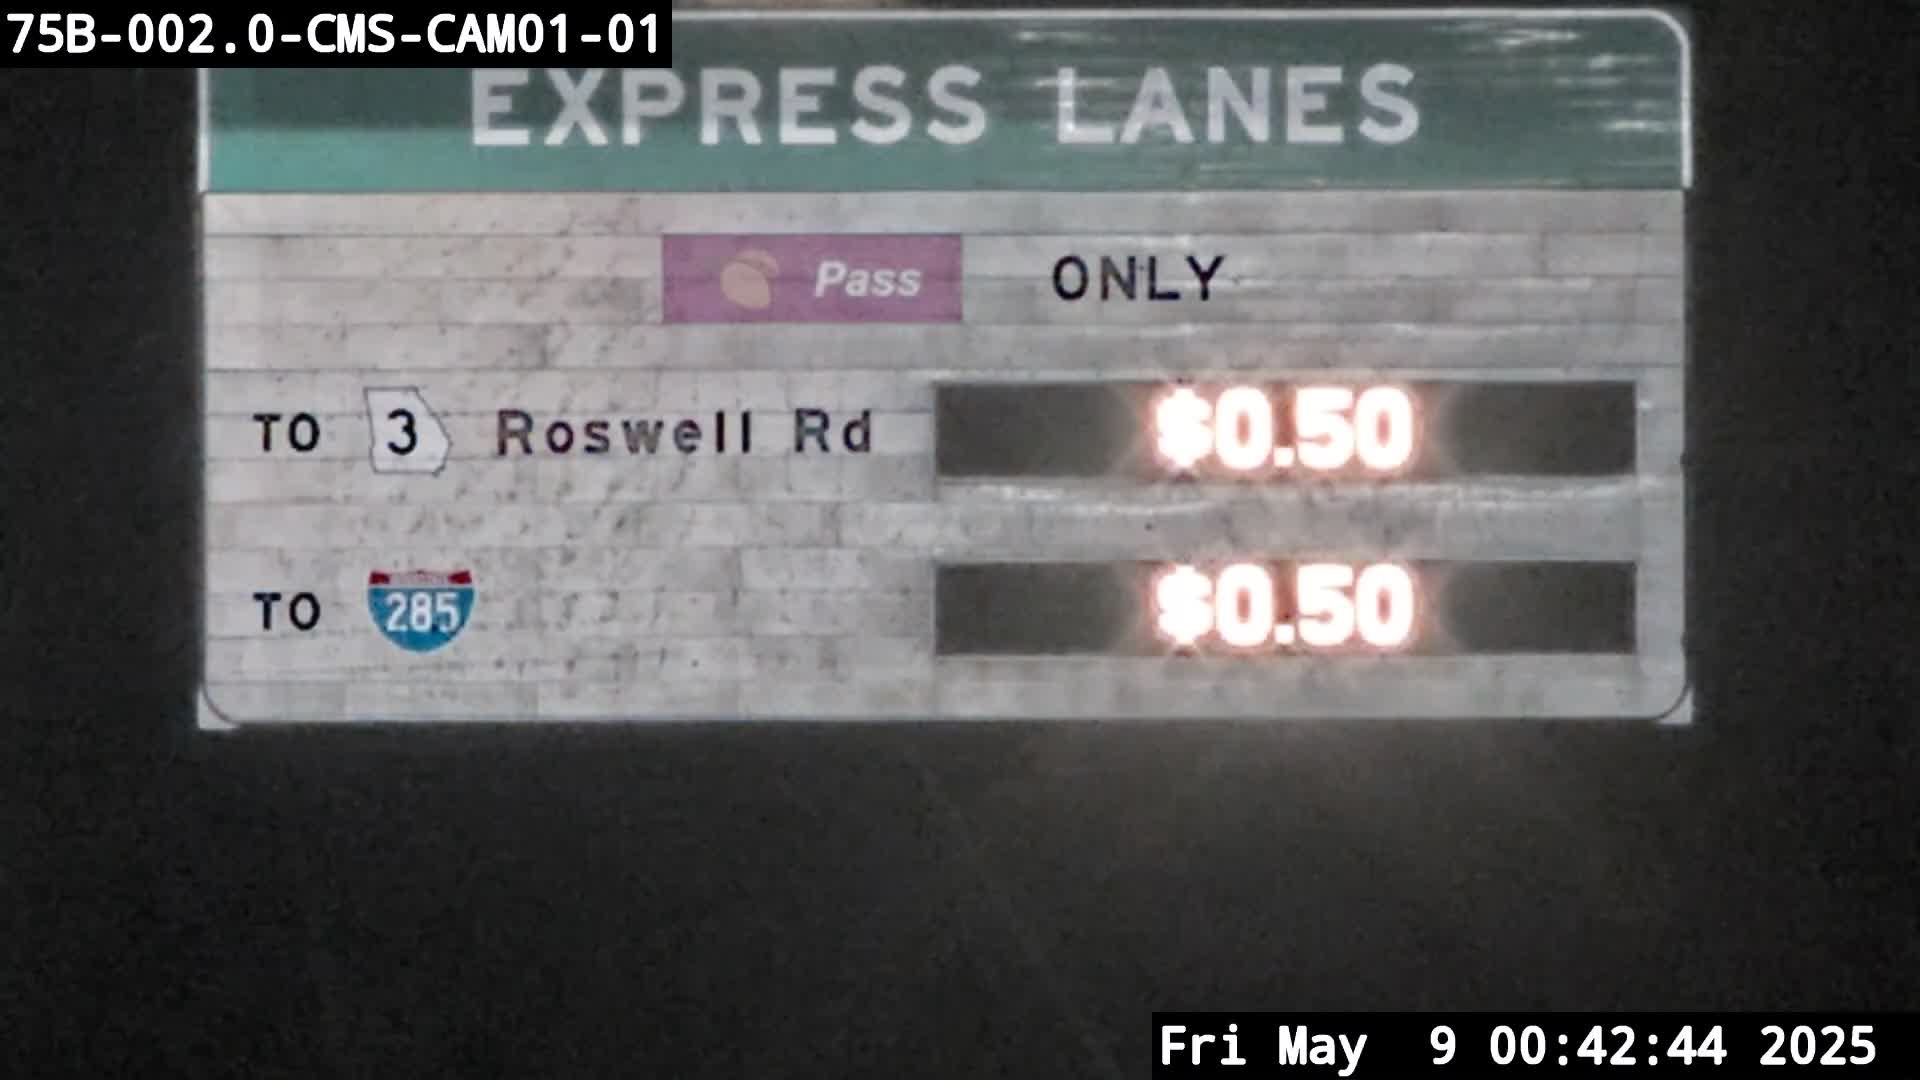 75B-002.0-CMS-CAM01-01
EXPRESS LANES
Pass ONLY
TO 3 Roswell Rd $0.50
TO 285 $0.50
Fri May 9 00:42:44 2025